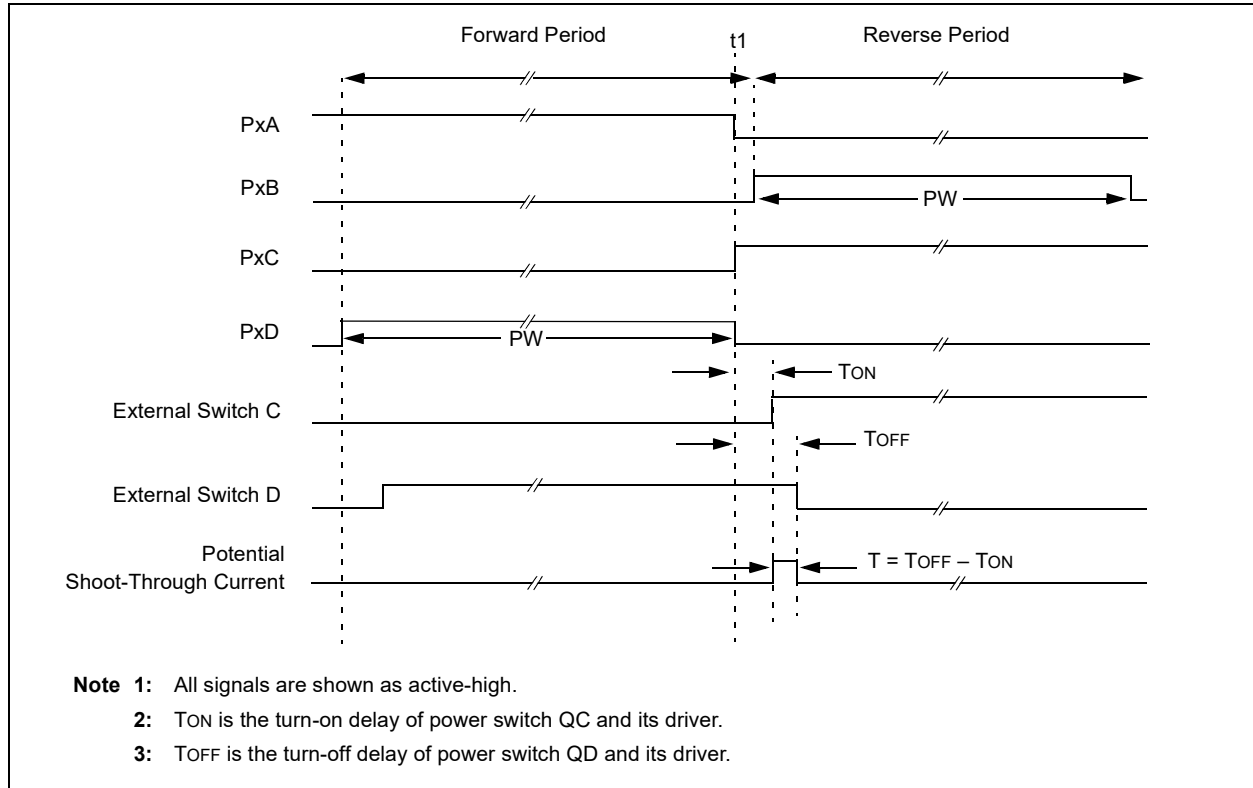 Forward Period
t1
Reverse Period
PxA
PxB
PW
PxC
PxD
PW
TON
External Switch C
TOFF
External Switch D
Potential
Shoot-Through Current
T = TOFF – TON
Note 1: All signals are shown as active-high.
2: TON is the turn-on delay of power switch QC and its driver.
3: TOFF is the turn-off delay of power switch QD and its driver.